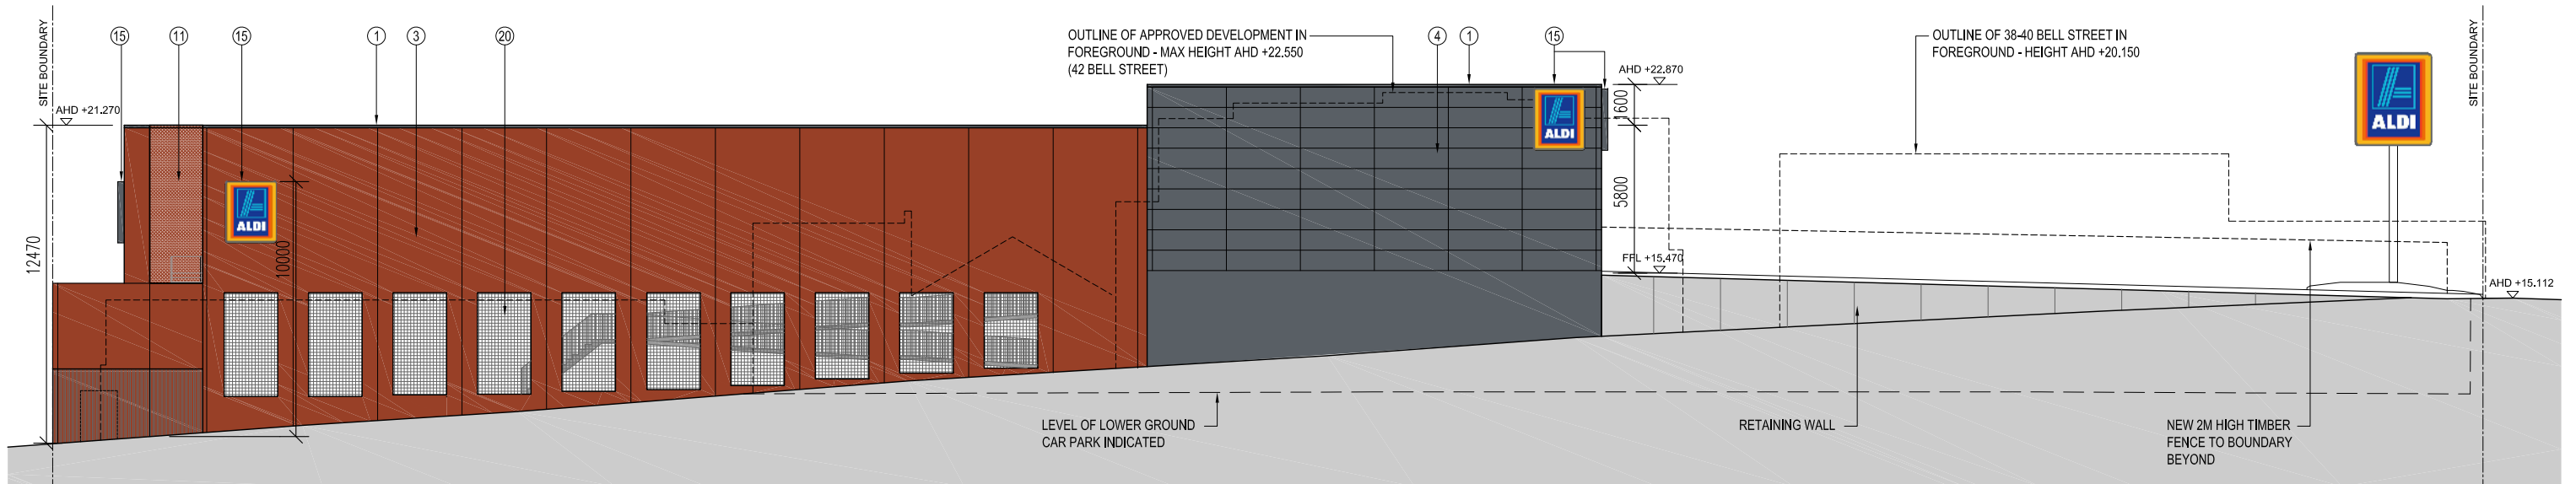 SITE BOUNDARY
15
11
15
1
3
20
OUTLINE OF APPROVED DEVELOPMENT IN
FOREGROUND - MAX HEIGHT AHD +22.550
(42 BELL STREET)
4
1
15
OUTLINE OF 38-40 BELL STREET IN
FOREGROUND - HEIGHT AHD +20.150
SITE BOUNDARY
AHD +21.270
AHD +22.870
1600
5800
12470
10000
ALDI
ALDI
ALDI
FFL +15.470
AHD +15.112
LEVEL OF LOWER GROUND
CAR PARK INDICATED
RETAINING WALL
NEW 2M HIGH TIMBER
FENCE TO BOUNDARY
BEYOND